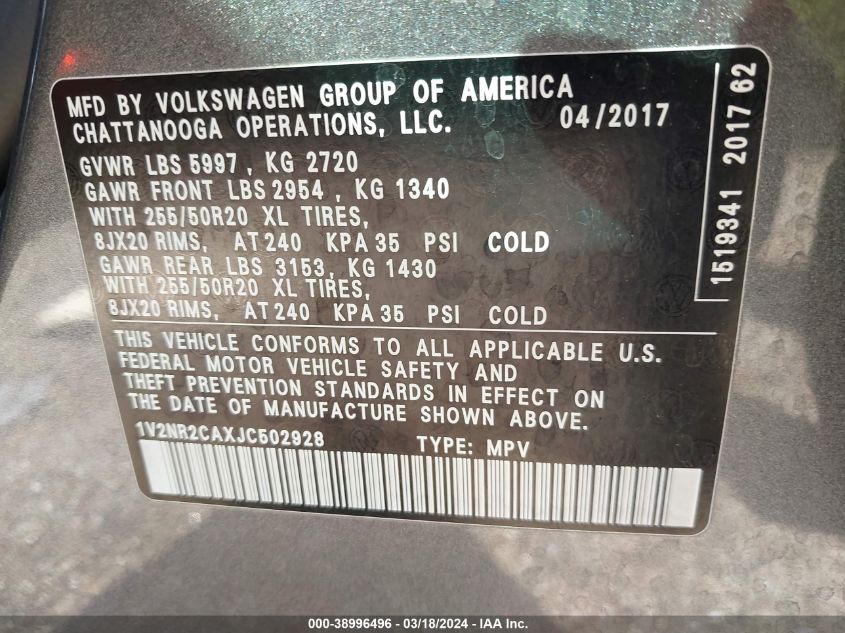 MFD BY VOLKSWAGEN GROUP OF AMERICA
CHATTANOOGA OPERATIONS, LLC. 04/2017
GVWR LBS 5997, KG 2720
GAWR FRONT LBS 2954, KG 1340
WITH 255/50R20 XL TIRES,
8JX20 RIMS, AT 240 KPA 35 PSI COLD
GAWR REAR LBS 3153, KG 1430
WITH 255/50R20 XL TIRES,
8JX20 RIMS, AT 240 KPA 35 PSI COLD
1519341 2017 62
THIS VEHICLE CONFORMS TO ALL APPLICABLE U.S.
FEDERAL MOTOR VEHICLE SAFETY AND
THEFT PREVENTION STANDARDS IN EFFECT ON
THE DATE OF MANUFACTURE SHOWN ABOVE.
1V2NR2CAXJC502928 TYPE: MPV
000-38996496 - 03/18/2024 - IAA Inc.